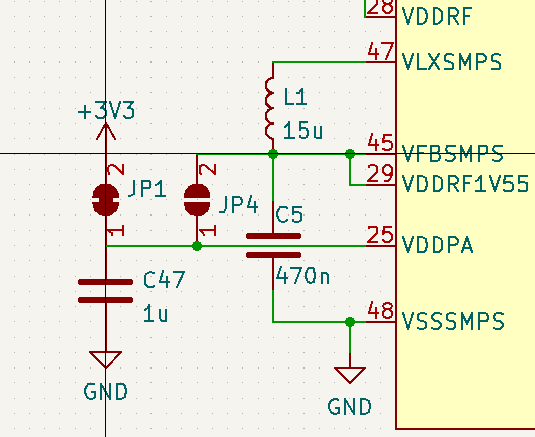 28
VDDRF
47
VLXSMPS
L1
15u
+3V3
45
VFBSMPS
2
2
29
VDDRF1V55
JP1
JP4
C5
1
1
25
VDDPA
C47
470n
1u
48
VSSSMPS
GND
GND